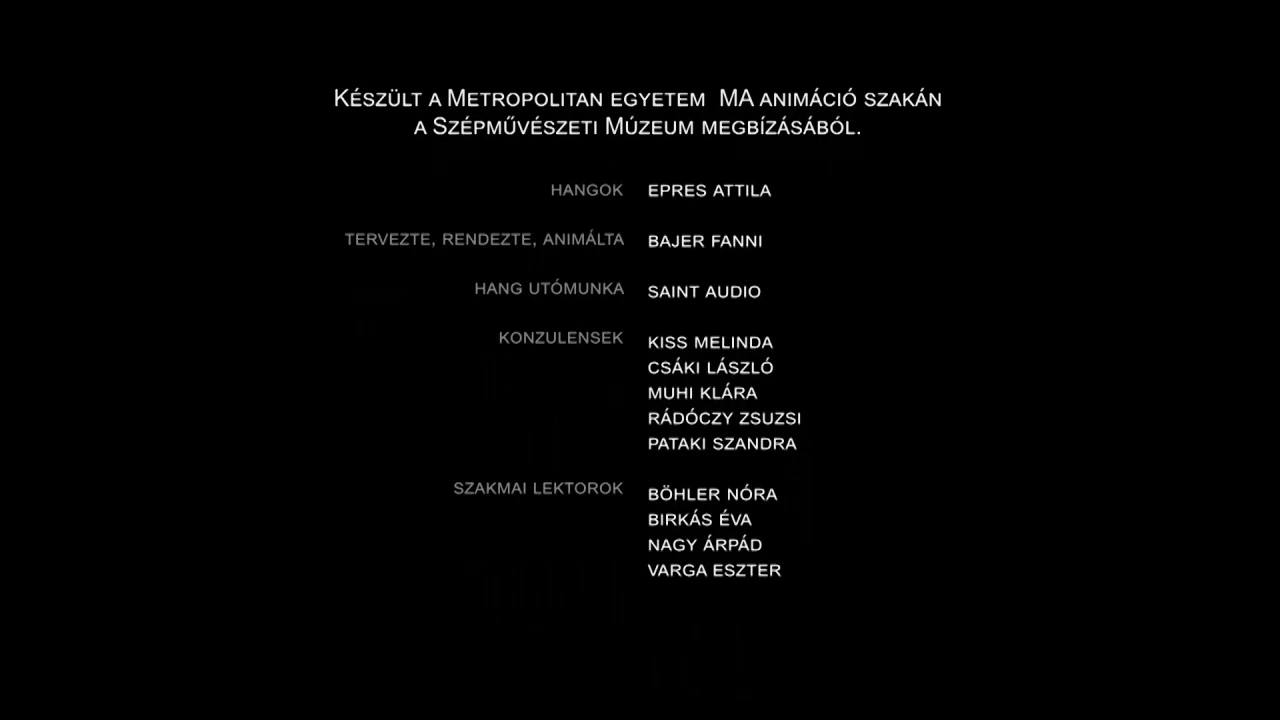 KÉSZÜLT A METROPOLITAN EGYETEM MA ANIMÁCIÓ SZAKÁN
A SZÉPMŰVÉSZETI MÚZEUM MEGBÍZÁSÁBÓL.
HANGOK EPRES ATTILA
TERVEZTE, RENDEZTE, ANIMÁLTA BAJER FANNI
HANG UTÓMUNKA SAINT AUDIO
KONZULENSEK KISS MELINDA
CSÁKI LÁSZLÓ
MUHI KLÁRA
RÁDÓCZY ZSUZSI
PATAKI SZANDRA
SZAKMAI LEKTOROK BÖHLER NÓRA
BIRKÁS ÉVA
NAGY ÁRPÁD
VARGA ESZTER